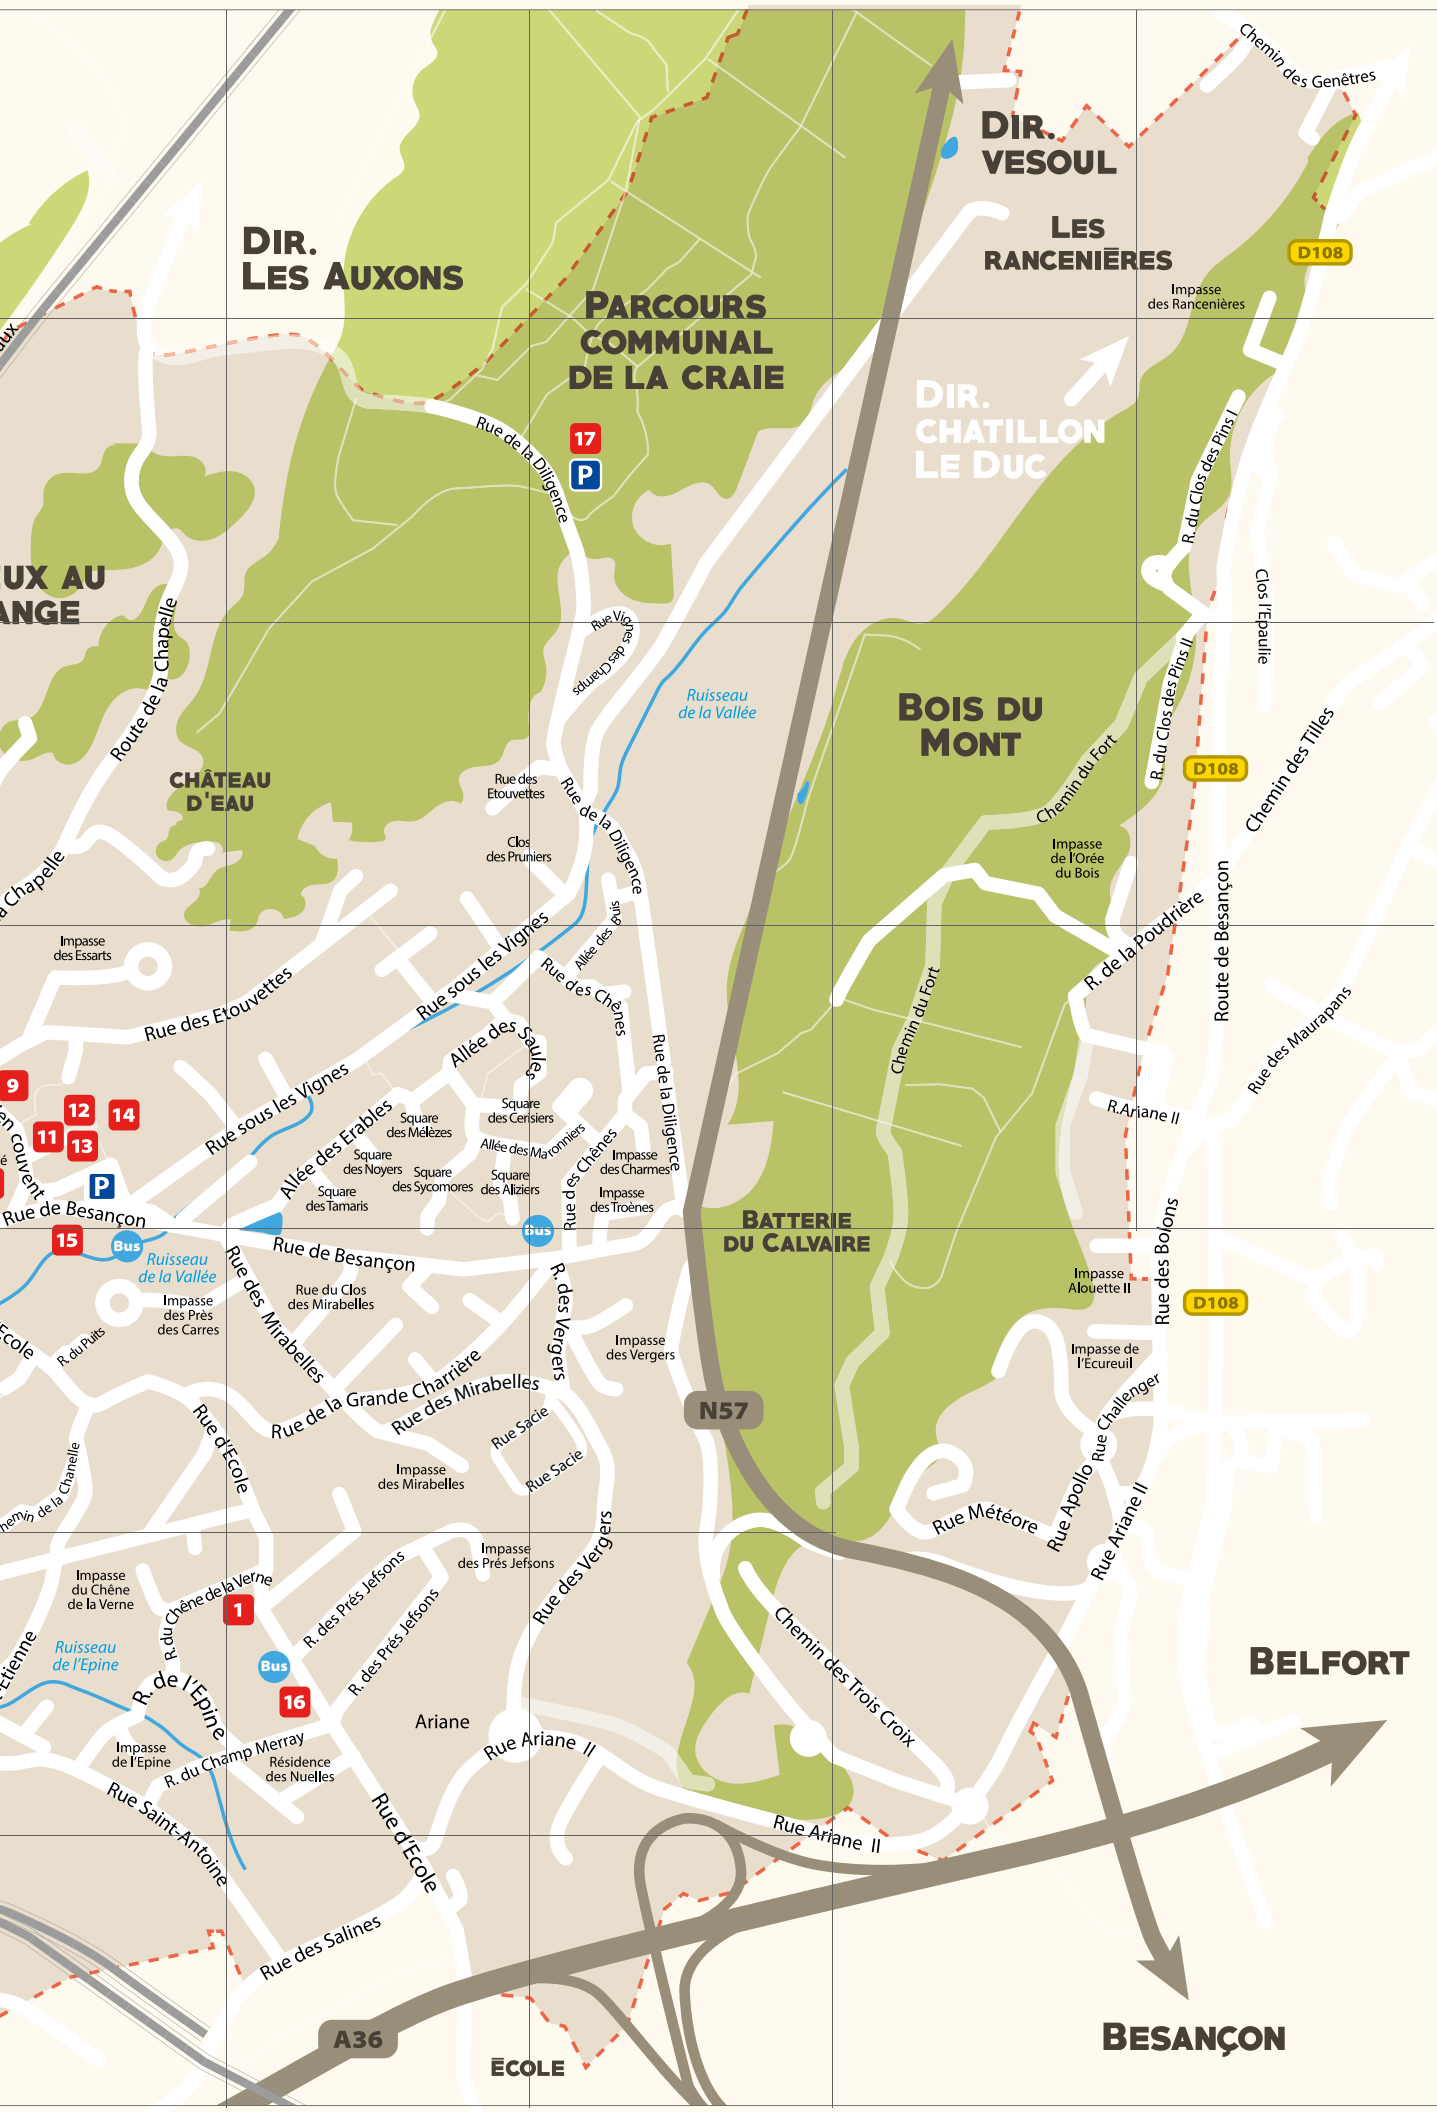 Chemin des Genêtres
DIR.
VESOUL
DIR.
LES AUXONS
LES
RANCENIÈRES
D108
Impasse
des Rancenières
PARCOURS
COMMUNAL
DE LA CRAIE
DIR.
CHATILLON
LE DUC
17
P
Rue de la Diligence
R. du Clos des Pins I
Clos l'Epaulie
Rue Vignes des Champs
Route de la Chapelle
R. du Clos des Pins II
Ruisseau
de la Vallée
BOIS DU
MONT
Chemin du Fort
D108
Chemin des Tilles
CHÂTEAU
D'EAU
Rue des
Etouvettes
Rue de la Diligence
Clos
des Pruniers
Impasse
de l'Orée
du Bois
Route de Besançon
R. de la Poudrière
Impasse
des Essarts
Rue des Etouvettes
Rue sous les Vignes
Allée des Buis
Rue des Chênes
Chemin du Fort
Rue des Maurapans
Allée des Saules
Rue de la Diligence
9
12
14
11
13
Rue sous les Vignes
Allée des Erables
Square
des Mélèzes
Square
des Cerisiers
Allée des Marronniers
R.Ariane II
Square
des Noyers
Square
des Sycomores
Square
des Aliziers
Rue des Chênes
Impasse
des Charmes
Square
des Tamaris
Impasse
des Troènes
P
Rue de Besançon
15
Bus
Bus
BATTERIE
DU CALVAIRE
Ruisseau
de la Vallée
Rue de Besançon
Rue des Bolons
Rue du Clos
des Mirabelles
Impasse
des Près
des Carres
Rue des Mirabelles
R. des Vergers
Impasse
Alouette II
D108
R. du Puits
Impasse
des Vergers
Impasse de
l'Ecureuil
Rue de la Grande Charrière
Rue des Mirabelles
Rue Challenger
N57
Rue d'Ecole
Rue Sacie
Rue Sacie
Impasse
des Mirabelles
Rue Météore
Rue Apollo
Rue Ariane II
Impasse
des Prés Jefsons
Rue des Vergers
Impasse
du Chêne
de la Verne
R. du Chêne de la Verne
1
R. des Prés Jefsons
R. des Prés Jefsons
Chemin des Trois Croix
Ruisseau
de l'Epine
Bus
16
R. de l'Epine
Ariane
Rue Ariane II
BELFORT
Impasse
de l'Epine
R. du Champ Merray
Résidence
des Nuelles
Rue Saint-Antoine
Rue d'Ecole
Rue Ariane II
Rue des Salines
A36
ÉCOLE
BESANÇON